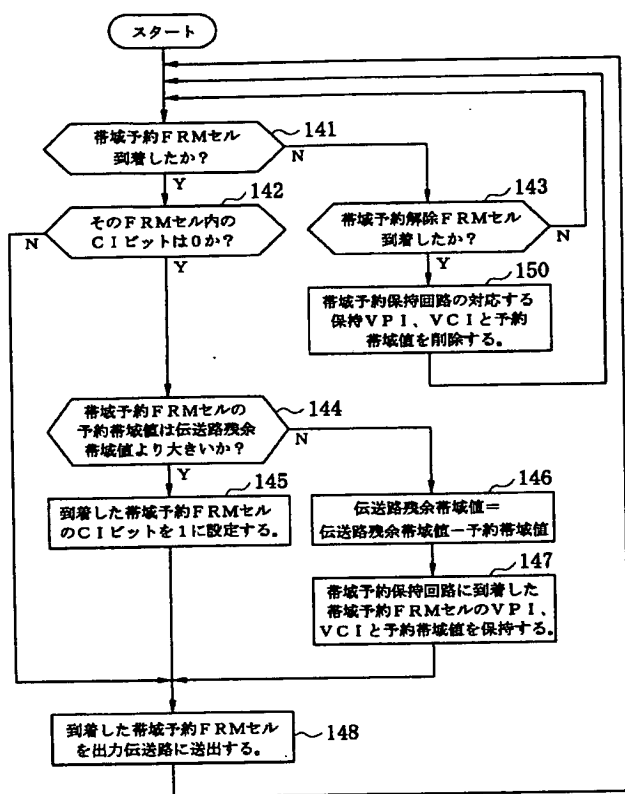 スタート
帯域予約FRMセル
到着したか?
141
N
Y
142
そのFRMセル内の
CIビットは0か?
N
Y
143
帯域予約解除FRMセル
到着したか?
N
Y
150
帯域予約保持回路の対応する
保持VPI、VCIと予約
帯域値を削除する。
帯域予約FRMセルの
予約帯域値は伝送路残余
帯域値より大きいか?
144
N
Y
145
到着した帯域予約FRMセル
のCIビットを1に設定する。
146
伝送路残余帯域値=
伝送路残余帯域値-予約帯域値
147
帯域予約保持回路に到着した
帯域予約FRMセルのVPI、
VCIと予約帯域値を保持する。
到着した帯域予約FRMセル
を出力伝送路に送出する。
148